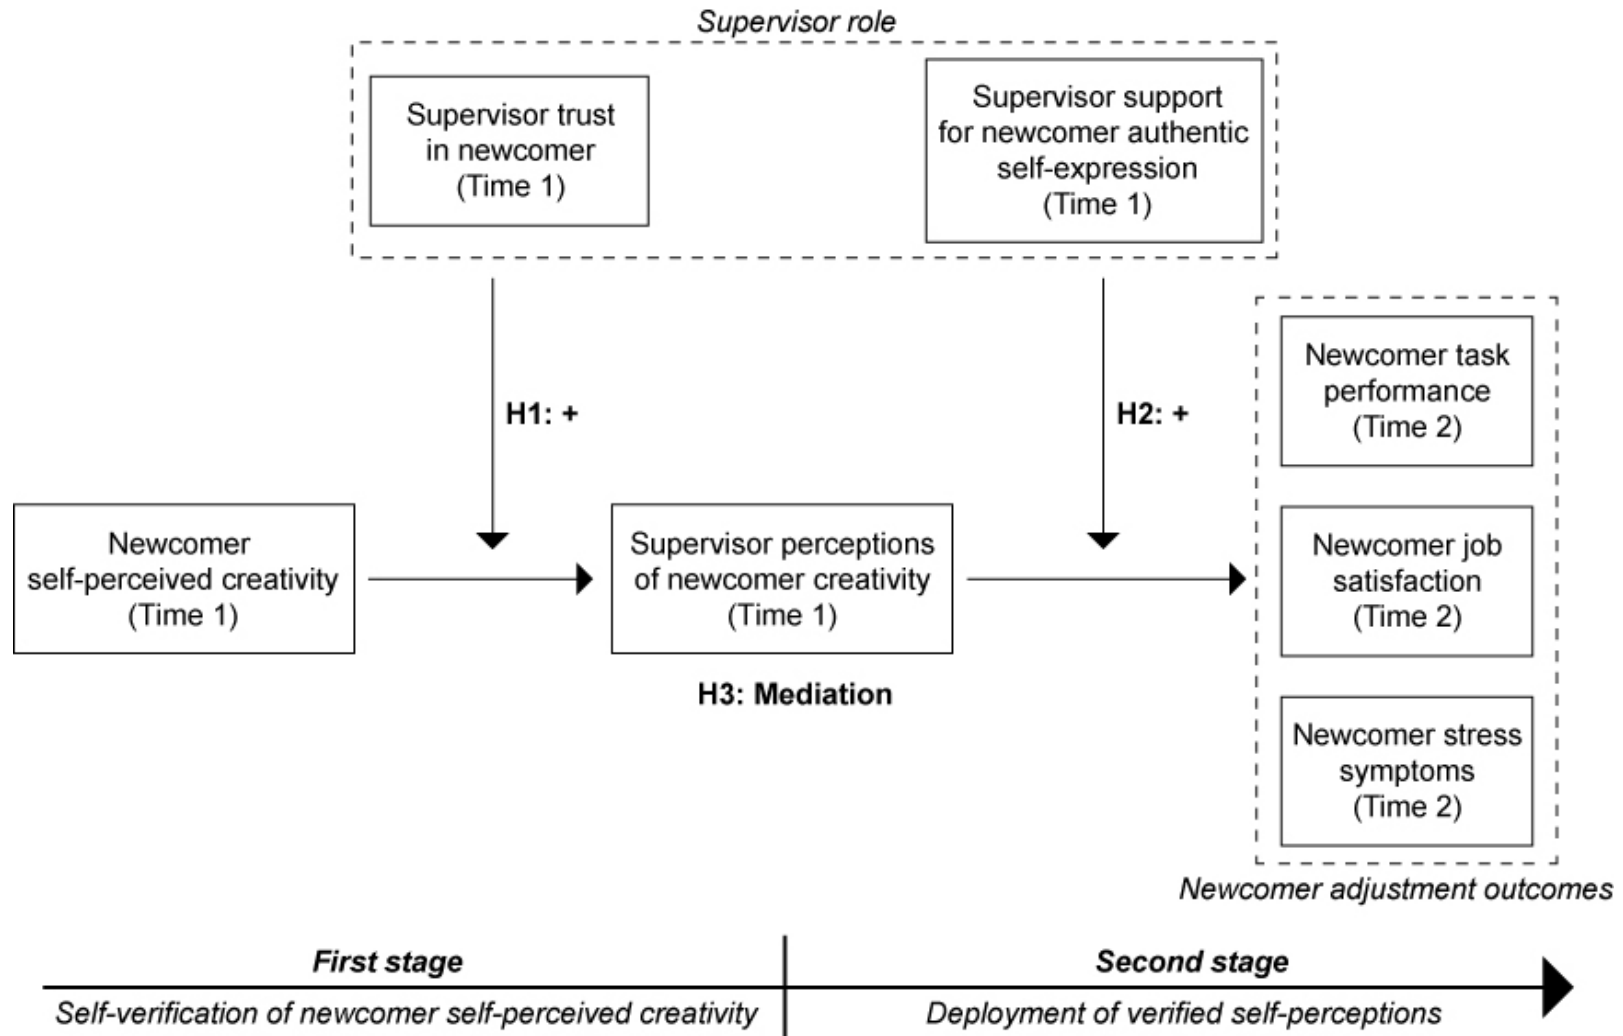 Supervisor role
Supervisor trust
in newcomer
(Time 1)
Supervisor support
for newcomer authentic
self-expression
(Time 1)
H1: +
H2: +
Newcomer
self-perceived creativity
(Time 1)
Supervisor perceptions
of newcomer creativity
(Time 1)
H3: Mediation
Newcomer task
performance
(Time 2)
Newcomer job
satisfaction
(Time 2)
Newcomer stress
symptoms
(Time 2)
Newcomer adjustment outcomes
First stage
Self-verification of newcomer self-perceived creativity
Second stage
Deployment of verified self-perceptions